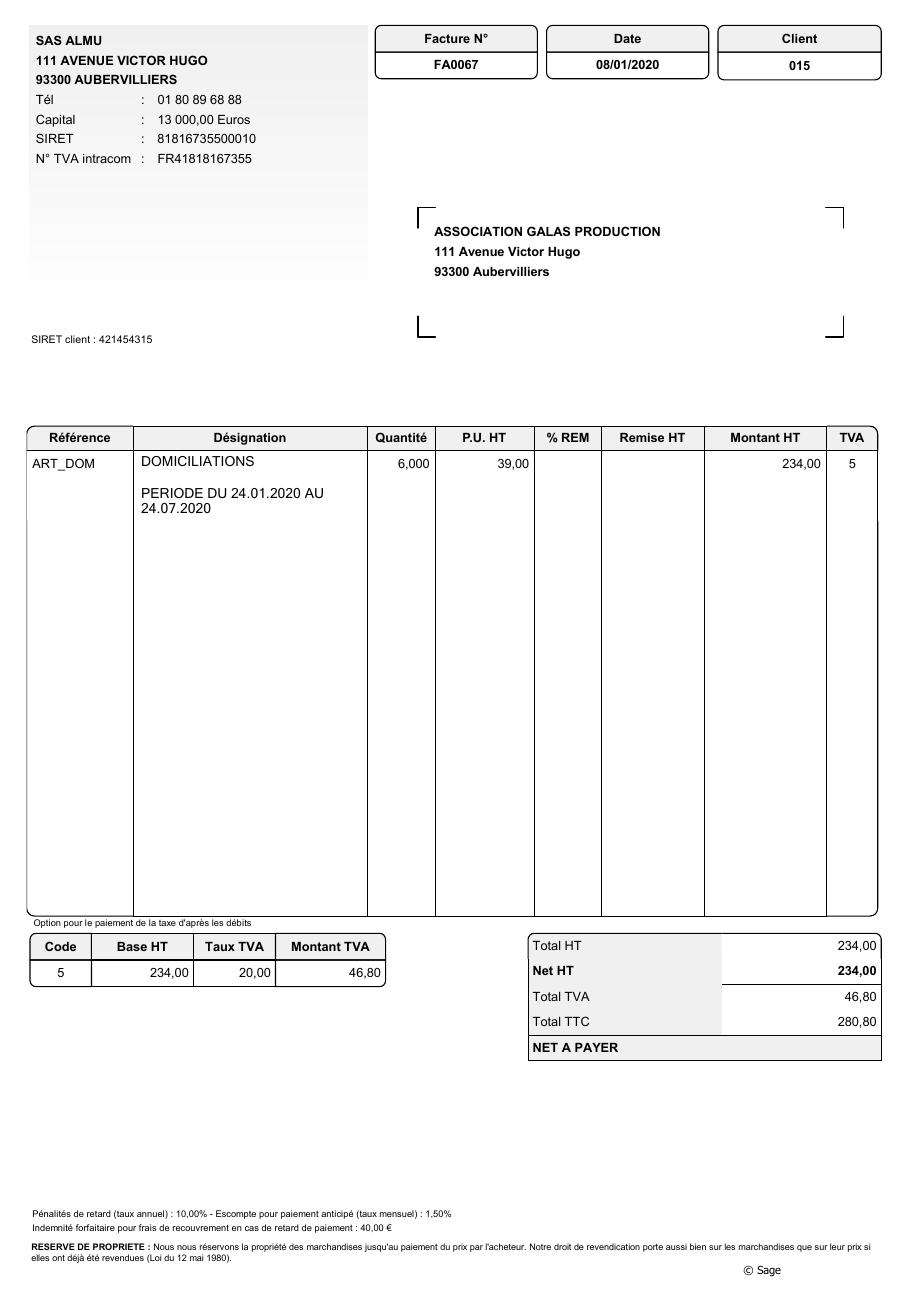 SAS ALMU
111 AVENUE VICTOR HUGO
93300 AUBERVILLIERS
Tél : 01 80 89 68 88
Capital : 13 000,00 Euros
SIRET : 81816735500010
N° TVA intracom : FR41818167355
Facture N° Date Client
FA0067 08/01/2020 015
ASSOCIATION GALAS PRODUCTION
111 Avenue Victor Hugo
93300 Aubervilliers
SIRET client : 421454315
Référence Désignation Quantité P.U. HT % REM Remise HT Montant HT TVA
ART_DOM DOMICILIATIONS 6,000 39,00 234,00 5
PERIODE DU 24.01.2020 AU
24.07.2020
Option pour le paiement de la taxe d'après les débits
Code Base HT Taux TVA Montant TVA
5 234,00 20,00 46,80
Total HT 234,00
Net HT 234,00
Total TVA 46,80
Total TTC 280,80
NET A PAYER
Pénalités de retard (taux annuel) : 10,00% - Escompte pour paiement anticipé (taux mensuel) : 1,50%
Indemnité forfaitaire pour frais de recouvrement en cas de retard de paiement : 40,00 €
RESERVE DE PROPRIETE : Nous nous réservons la propriété des marchandises jusqu'au paiement du prix par l'acheteur. Notre droit de revendication porte aussi bien sur les marchandises que sur leur prix si
elles ont déjà été revendues (Loi du 12 mai 1980).
© Sage